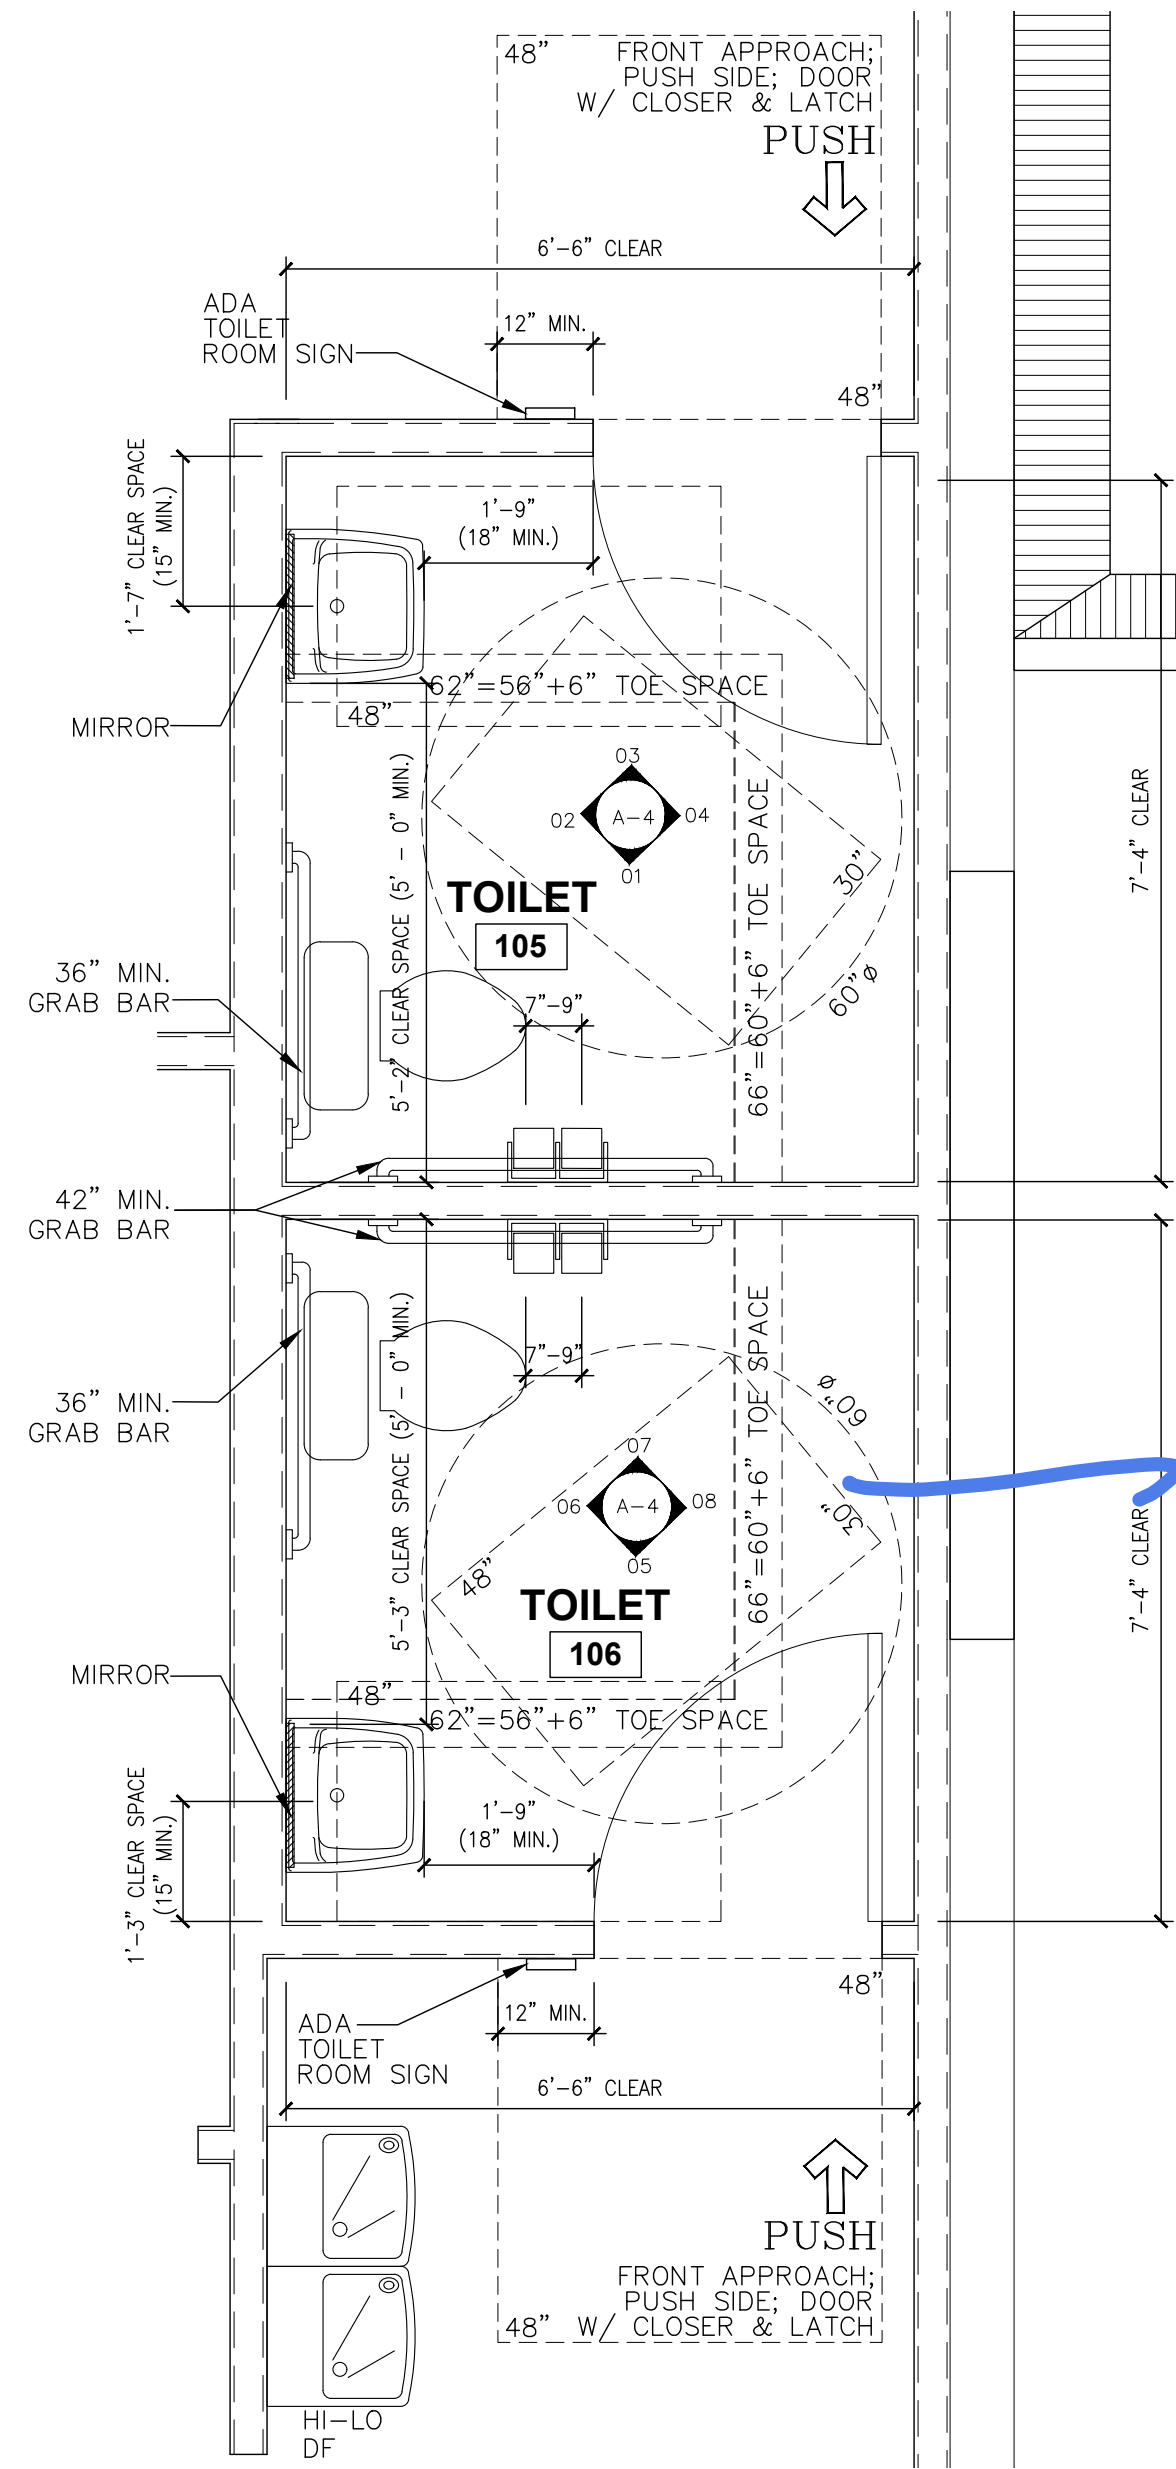 48" FRONT APPROACH;
PUSH SIDE; DOOR
W/ CLOSER & LATCH
PUSH
6'-6" CLEAR
ADA
TOILET
ROOM SIGN
12" MIN.
48"
1'-7" CLEAR SPACE
(15" MIN.)
1'-9"
(18" MIN.)
62"=56"+6" TOE SPACE
48"
MIRROR
03
02 A-4 04
01
5'-2" CLEAR SPACE (5' - 0" MIN.)
66"=60"+6" TOE SPACE
30"
60"ø
7'-4" CLEAR
TOILET
105
36" MIN.
GRAB BAR
7"-9"
42" MIN.
GRAB BAR
36" MIN.
GRAB BAR
7"-9"
5'-3" CLEAR SPACE (5' - 0" MIN.)
66"=60"+6" TOE SPACE
60"ø
30"
7'-4" CLEAR
07
06 A-4 08
05
48"
TOILET
106
MIRROR
48"
62"=56"+6" TOE SPACE
1'-3" CLEAR SPACE
(15" MIN.)
1'-9"
(18" MIN.)
48"
ADA
TOILET
ROOM SIGN
12" MIN.
6'-6" CLEAR
PUSH
FRONT APPROACH;
PUSH SIDE; DOOR
48" W/ CLOSER & LATCH
HI-LO
DF